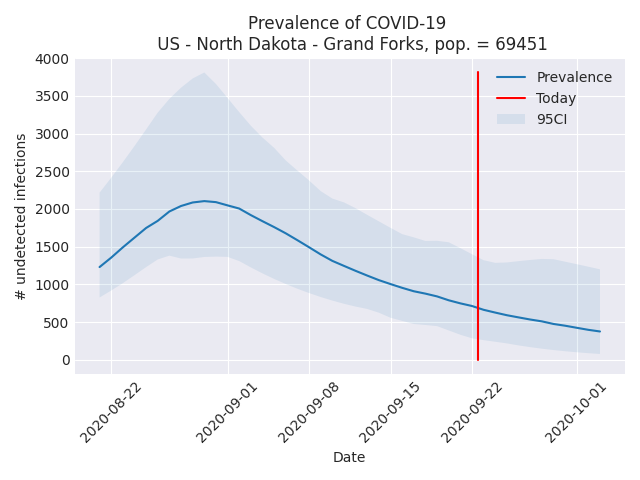 Prevalence of COVID-19
US - North Dakota - Grand Forks, pop. = 69451
Prevalence
Today
95CI
# undetected infections
4000
3500
3000
2500
2000
1500
1000
500
0
2020-08-22
2020-09-01
2020-09-08
2020-09-15
2020-09-22
2020-10-01
Date